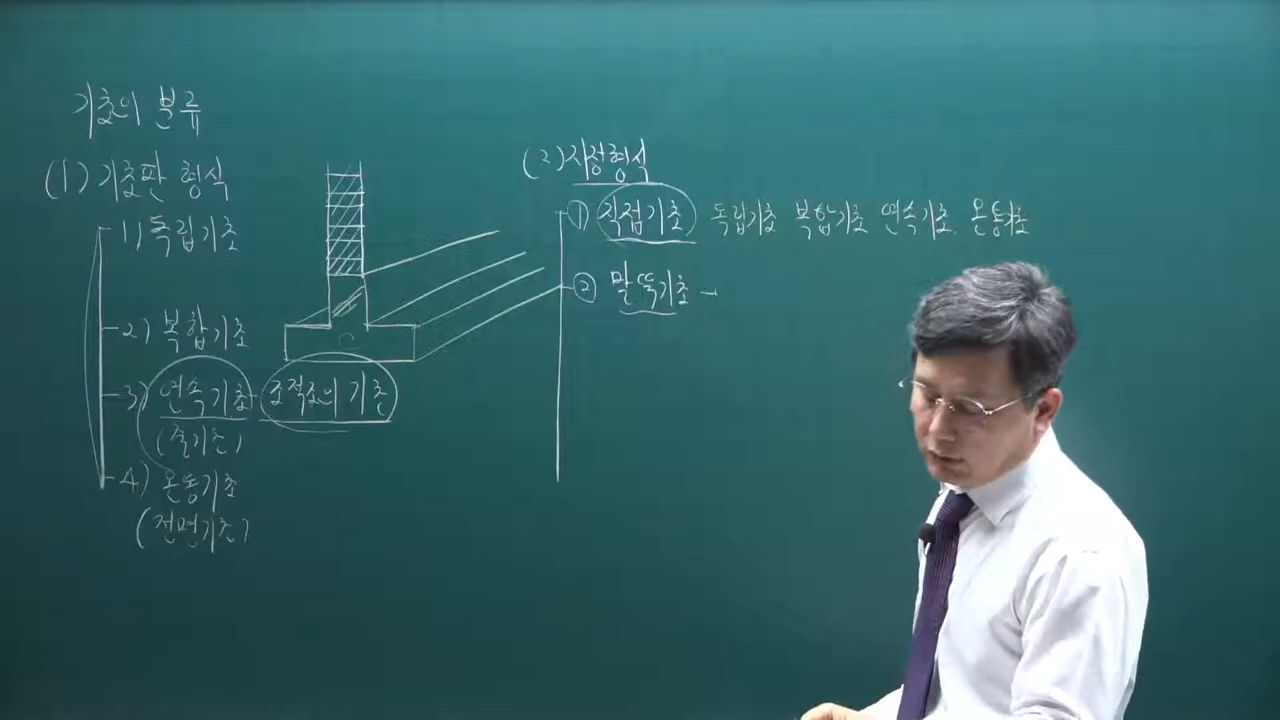 기초의 분류
(1) 기초판 형식
1) 독립기초
2) 복합기초
3) 연속기초 - 조적조의 기초
(줄기초)
4) 온통기초
(전면기초)
(2) 지정형식
① 직접기초 독립기초 복합기초 연속기초 온통기초
② 말뚝기초 -